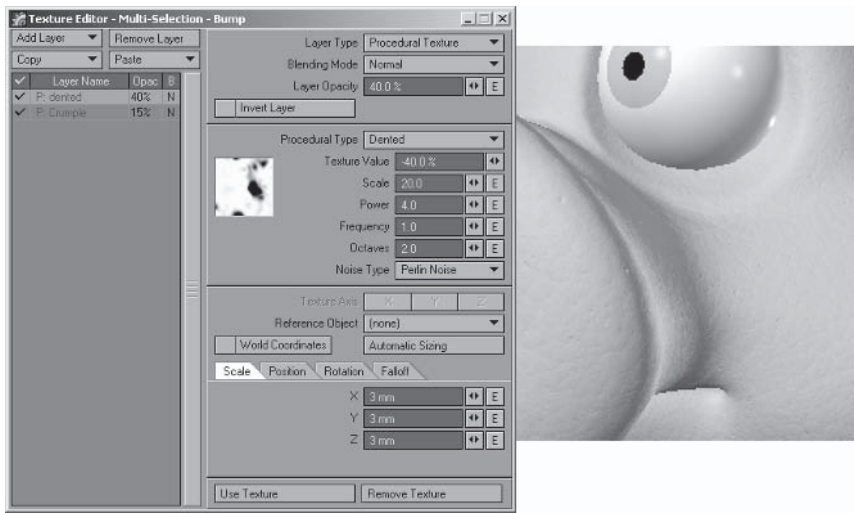 Texture Editor - Multi-Selection - Bump
Add Layer
Remove Layer
Copy
Paste
Layer Name Opac B
P: dented 40% N
P: Crumple 15% N
Layer Type Procedural Texture
Blending Mode Normal
Layer Opacity 40.0 % E
Invert Layer
Procedural Type Dented
Texture Value -40.0 %
Scale 20.0 E
Power 4.0 E
Frequency 1.0 E
Octaves 2.0 E
Noise Type Perlin Noise
Texture Axis X Y Z
Reference Object (none)
World Coordinates Automatic Sizing
Scale Position Rotation Falloff
X 3 mm E
Y 3 mm E
Z 3 mm E
Use Texture Remove Texture